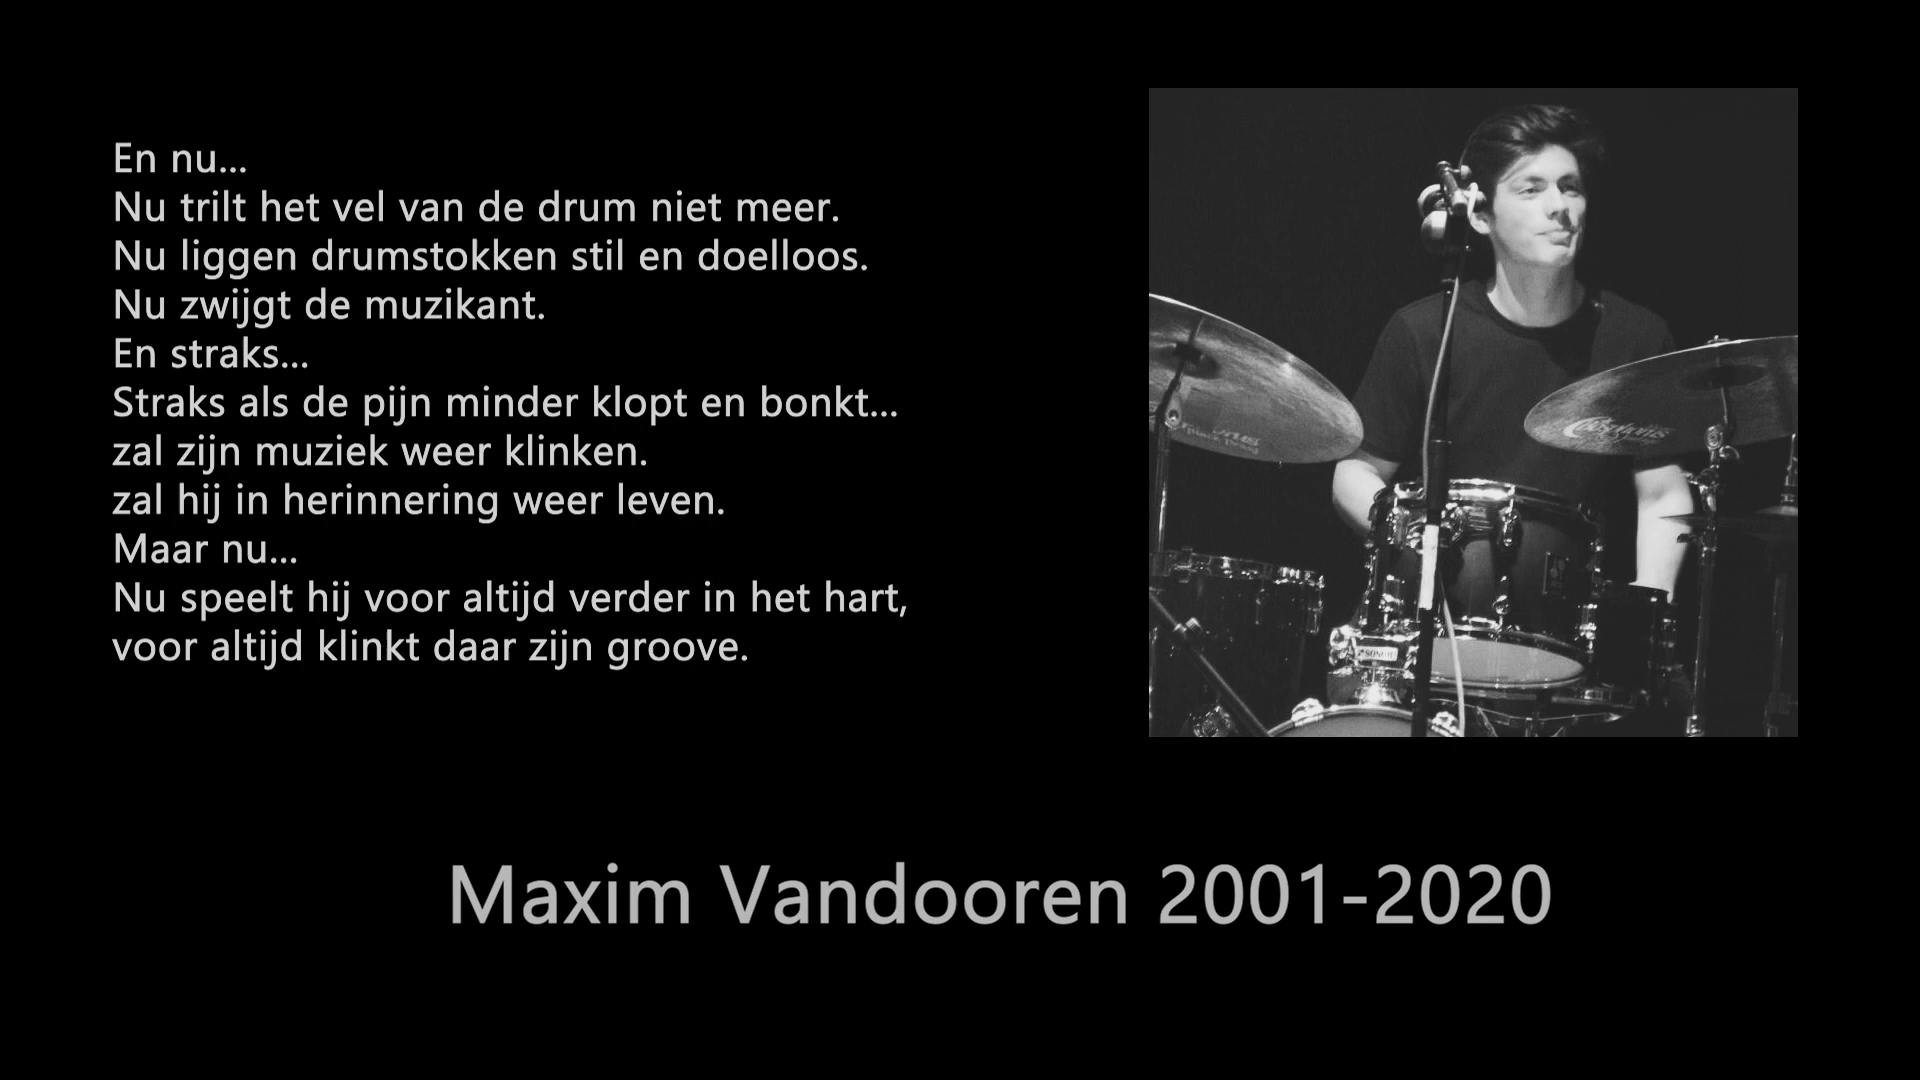 En nu...
Nu trilt het vel van de drum niet meer.
Nu liggen drumstokken stil en doelloos.
Nu zwijgt de muzikant.
En straks...
Straks als de pijn minder klopt en bonkt...
zal zijn muziek weer klinken.
zal hij in herinnering weer leven.
Maar nu...
Nu speelt hij voor altijd verder in het hart,
voor altijd klinkt daar zijn groove.
SONOR
Maxim Vandooren 2001-2020